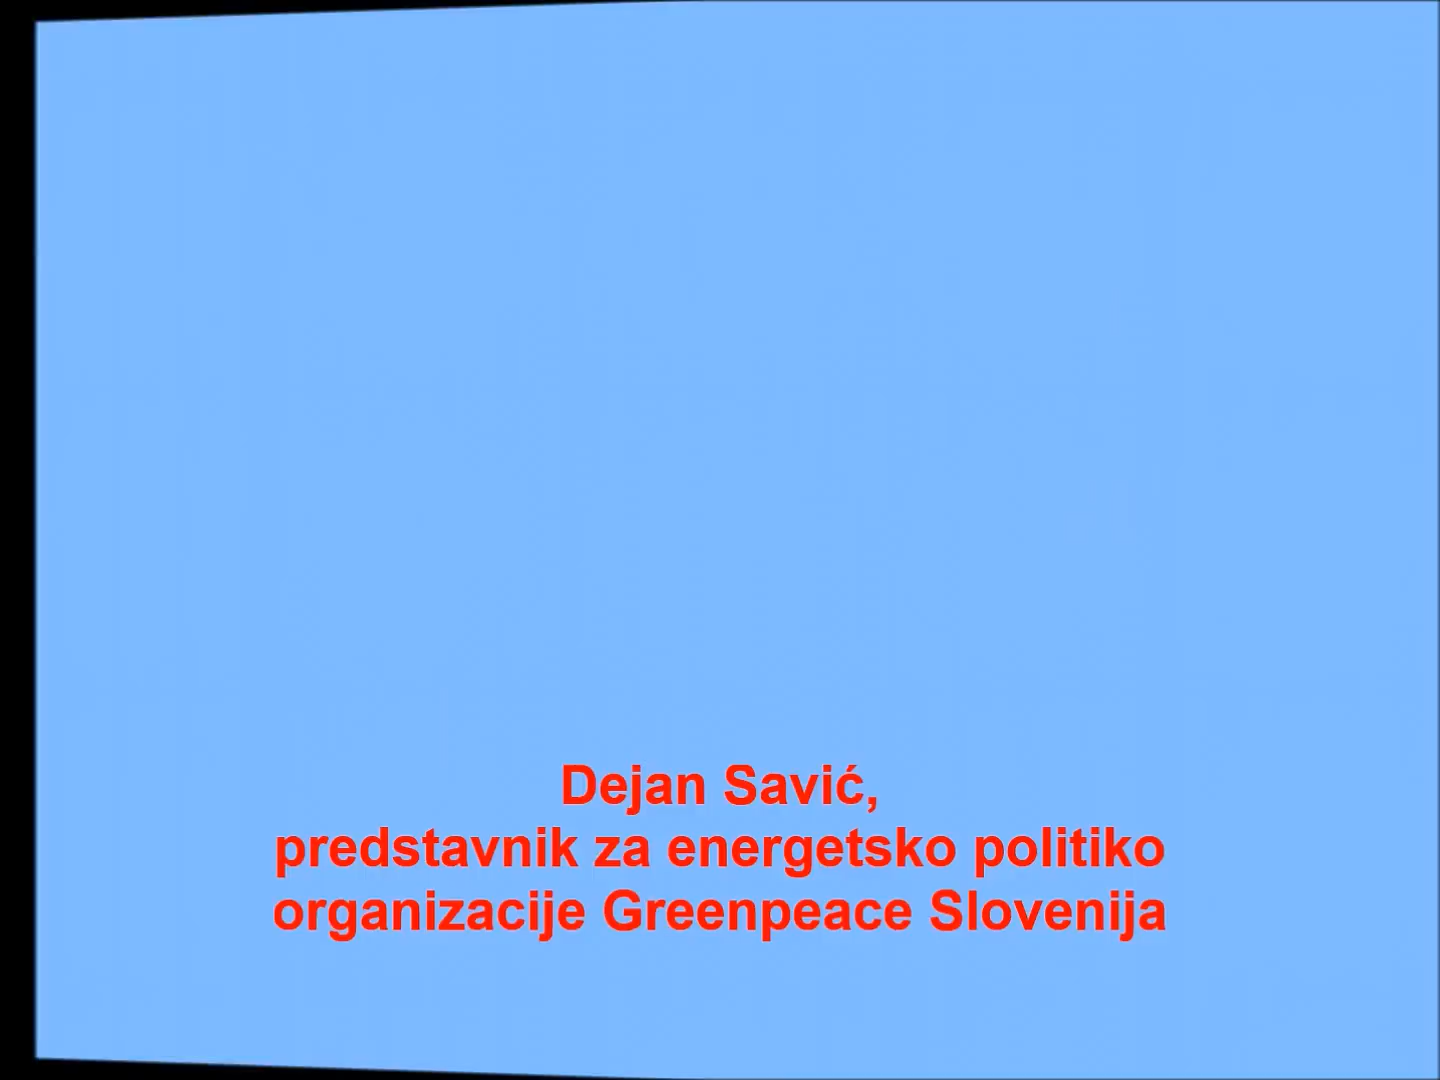 Dejan Savić,
predstavnik za energetsko politiko
organizacije Greenpeace Slovenija